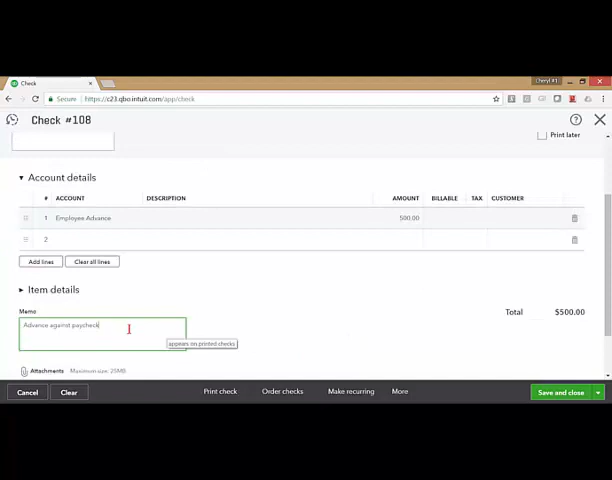 Check
Cheryl #1
Secure
https://c23.qbo.intuit.com/app/check
Check #108
Print later
Account details
# ACCOUNT DESCRIPTION AMOUNT BILLABLE TAX CUSTOMER
1 Employee Advance 500.00
2
Add lines Clear all lines
Item details
Memo
Total $500.00
Advance against paycheck
appears on printed checks
Attachments Maximum size: 25MB
Cancel Clear Print check Order checks Make recurring More Save and close